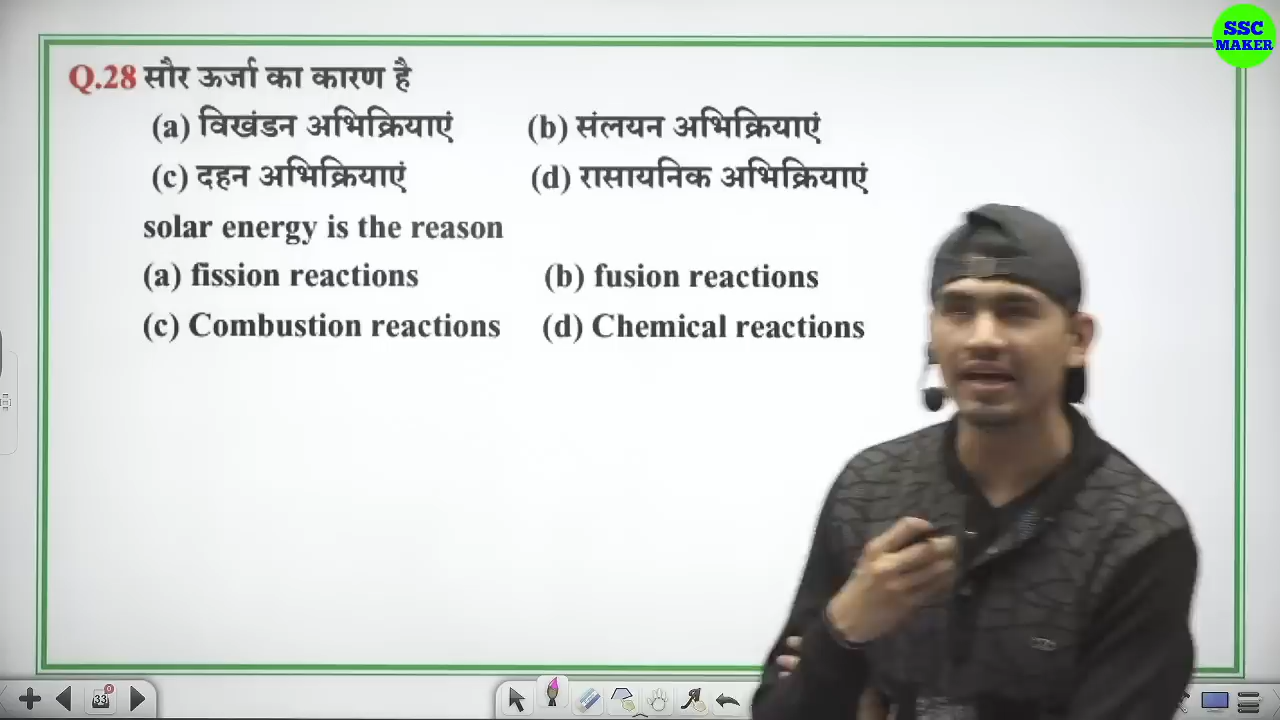 SSC
MAKER
Q.28 सौर ऊर्जा का कारण है
(a) विखंडन अभिक्रियाएं (b) संलयन अभिक्रियाएं
(c) दहन अभिक्रियाएं (d) रासायनिक अभिक्रियाएं
solar energy is the reason
(a) fission reactions (b) fusion reactions
(c) Combustion reactions (d) Chemical reactions
33